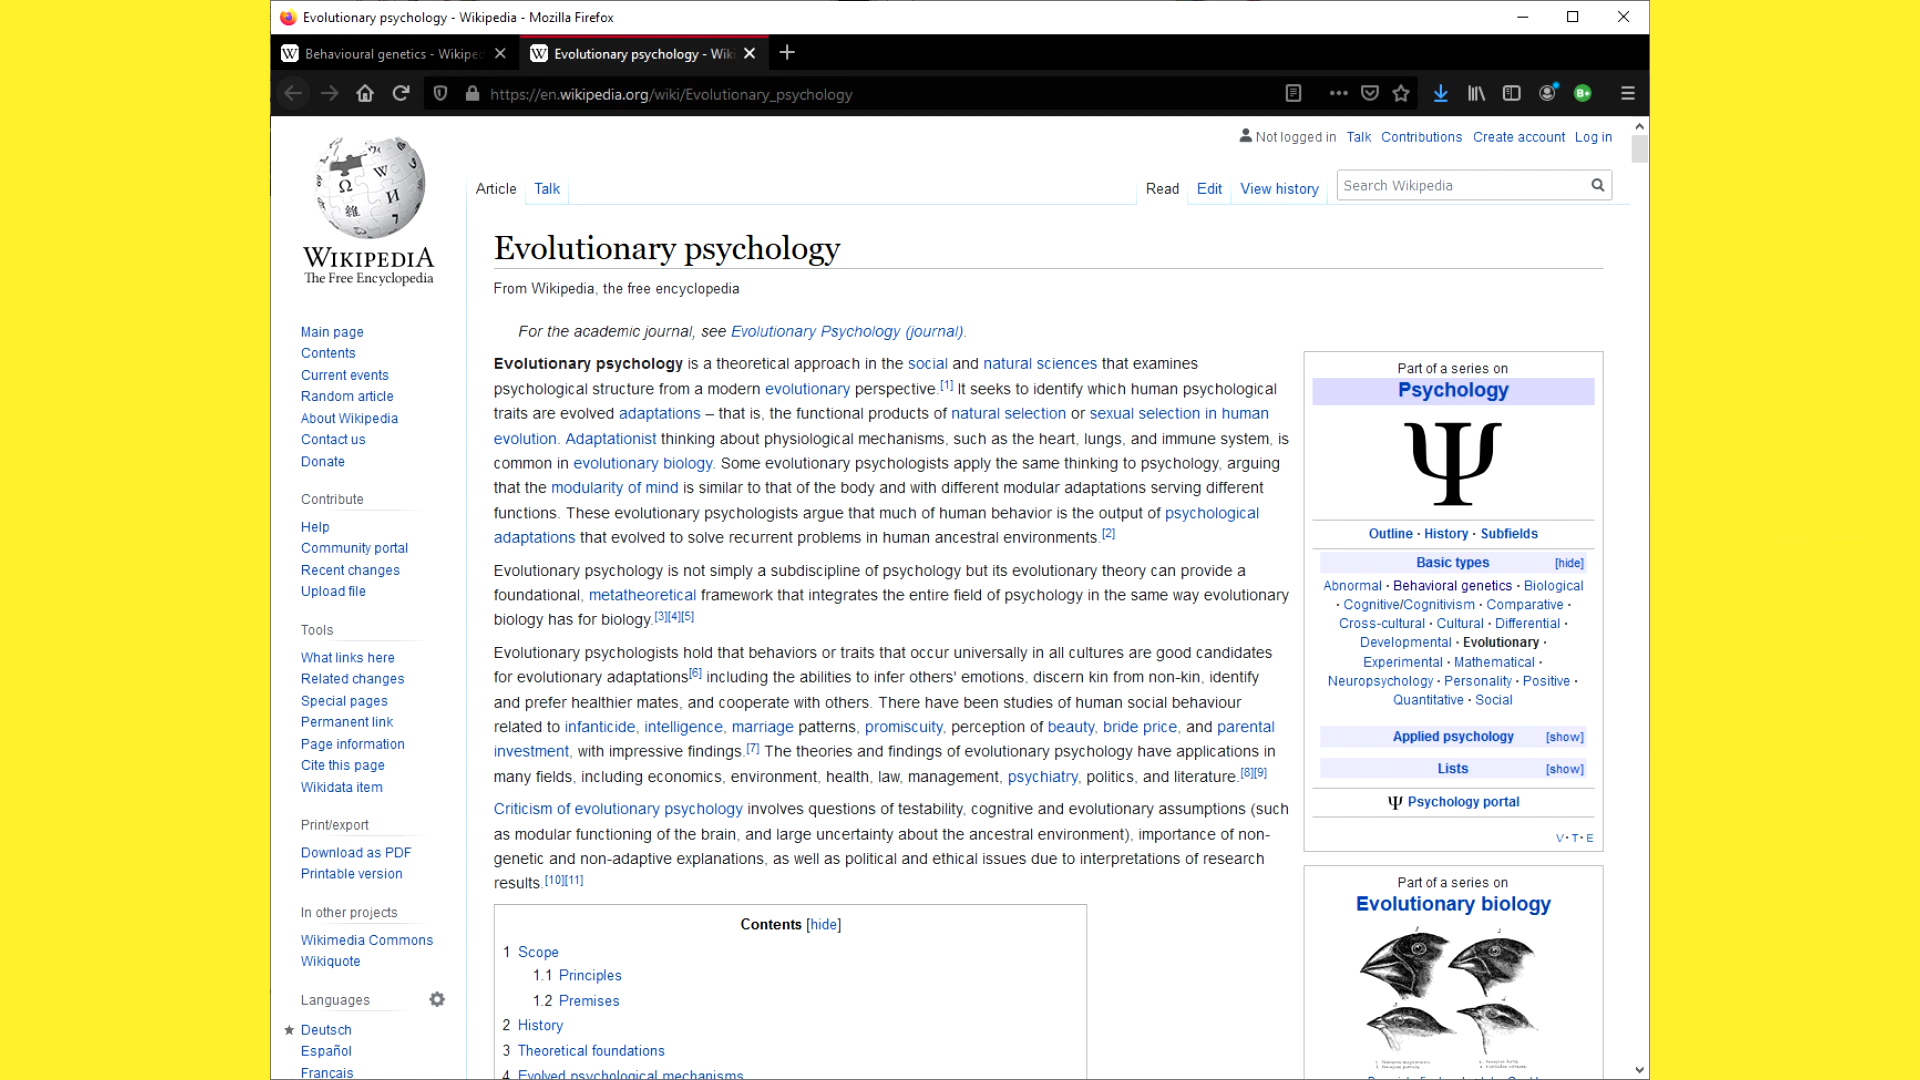 Evolutionary psychology - Wikipedia - Mozilla Firefox
Behavioural genetics - Wikipe
Evolutionary psychology - Wiki
https://en.wikipedia.org/wiki/Evolutionary_psychology
Not logged in Talk Contributions Create account Log in
Article Talk Read Edit View history Search Wikipedia
WIKIPEDIA
The Free Encyclopedia
Main page
Contents
Current events
Random article
About Wikipedia
Contact us
Donate
Contribute
Help
Community portal
Recent changes
Upload file
Tools
What links here
Related changes
Special pages
Permanent link
Page information
Cite this page
Wikidata item
Print/export
Download as PDF
Printable version
In other projects
Wikimedia Commons
Wikiquote
Languages
Deutsch
Español
Français
Evolutionary psychology
From Wikipedia, the free encyclopedia
For the academic journal, see Evolutionary Psychology (journal).
Evolutionary psychology is a theoretical approach in the social and natural sciences that examines
psychological structure from a modern evolutionary perspective.[1] It seeks to identify which human psychological
traits are evolved adaptations – that is, the functional products of natural selection or sexual selection in human
evolution. Adaptationist thinking about physiological mechanisms, such as the heart, lungs, and immune system, is
common in evolutionary biology. Some evolutionary psychologists apply the same thinking to psychology, arguing
that the modularity of mind is similar to that of the body and with different modular adaptations serving different
functions. These evolutionary psychologists argue that much of human behavior is the output of psychological
adaptations that evolved to solve recurrent problems in human ancestral environments.[2]
Evolutionary psychology is not simply a subdiscipline of psychology but its evolutionary theory can provide a
foundational, metatheoretical framework that integrates the entire field of psychology in the same way evolutionary
biology has for biology.[3][4][5]
Evolutionary psychologists hold that behaviors or traits that occur universally in all cultures are good candidates
for evolutionary adaptations[6] including the abilities to infer others' emotions, discern kin from non-kin, identify
and prefer healthier mates, and cooperate with others. There have been studies of human social behaviour
related to infanticide, intelligence, marriage patterns, promiscuity, perception of beauty, bride price, and parental
investment, with impressive findings.[7] The theories and findings of evolutionary psychology have applications in
many fields, including economics, environment, health, law, management, psychiatry, politics, and literature.[8][9]
Criticism of evolutionary psychology involves questions of testability, cognitive and evolutionary assumptions (such
as modular functioning of the brain, and large uncertainty about the ancestral environment), importance of non-
genetic and non-adaptive explanations, as well as political and ethical issues due to interpretations of research
results.[10][11]
Contents [hide]
1 Scope
1.1 Principles
1.2 Premises
2 History
3 Theoretical foundations
4 Evolved psychological mechanisms
Part of a series on
Psychology
Ψ
Outline · History · Subfields
Basic types [hide]
Abnormal · Behavioral genetics · Biological
· Cognitive/Cognitivism · Comparative ·
Cross-cultural · Cultural · Differential ·
Developmental · Evolutionary ·
Experimental · Mathematical ·
Neuropsychology · Personality · Positive ·
Quantitative · Social
Applied psychology [show]
Lists [show]
Ψ Psychology portal
V · T · E
Part of a series on
Evolutionary biology